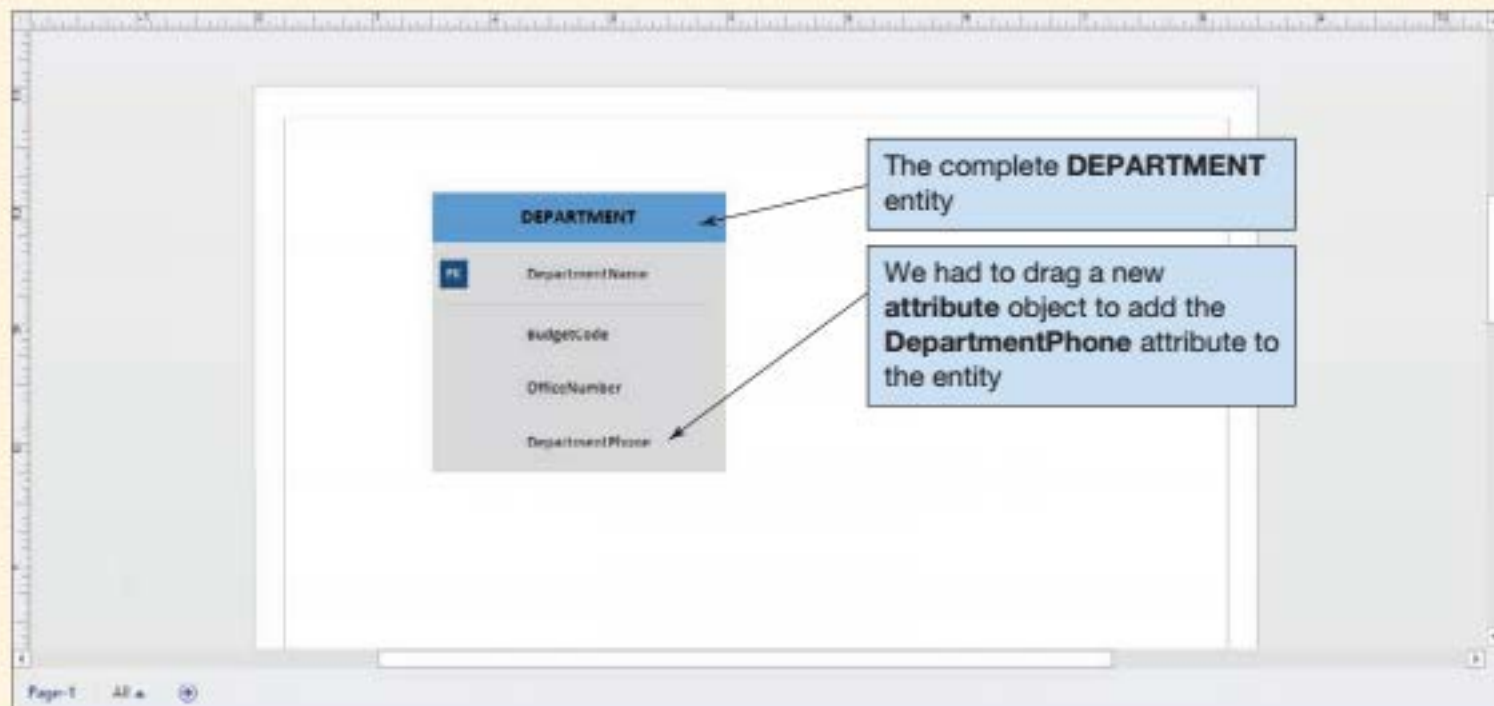 DEPARTMENT
PK
DepartmentName
BudgetCode
OfficeNumber
DepartmentPhone
The complete DEPARTMENT
entity
We had to drag a new
attribute object to add the
DepartmentPhone attribute to
the entity
Page-1 All